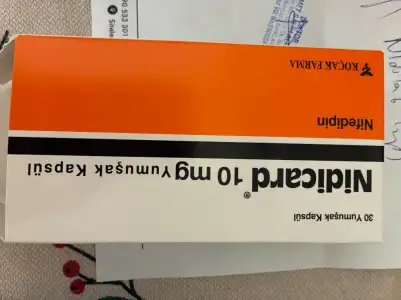 30 Yumuşak Kapsül
Nidicard® 10 mg Yumuşak Kapsül
Nifedipin
KOÇAK FARMA